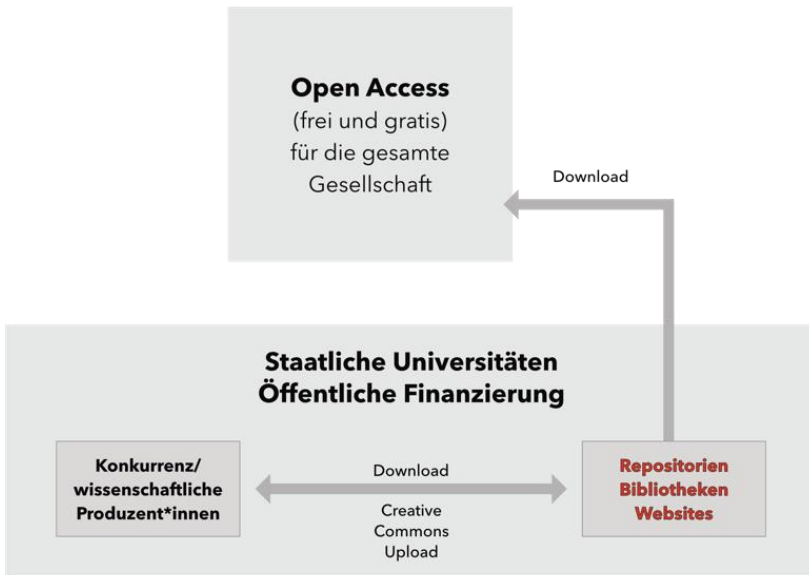 Open Access
(frei und gratis)
für die gesamte
Gesellschaft
Download
Staatliche Universitäten
Öffentliche Finanzierung
Konkurrenz/
wissenschaftliche
Produzent*innen
Download
Creative
Commons
Upload
Repositorien
Bibliotheken
Websites